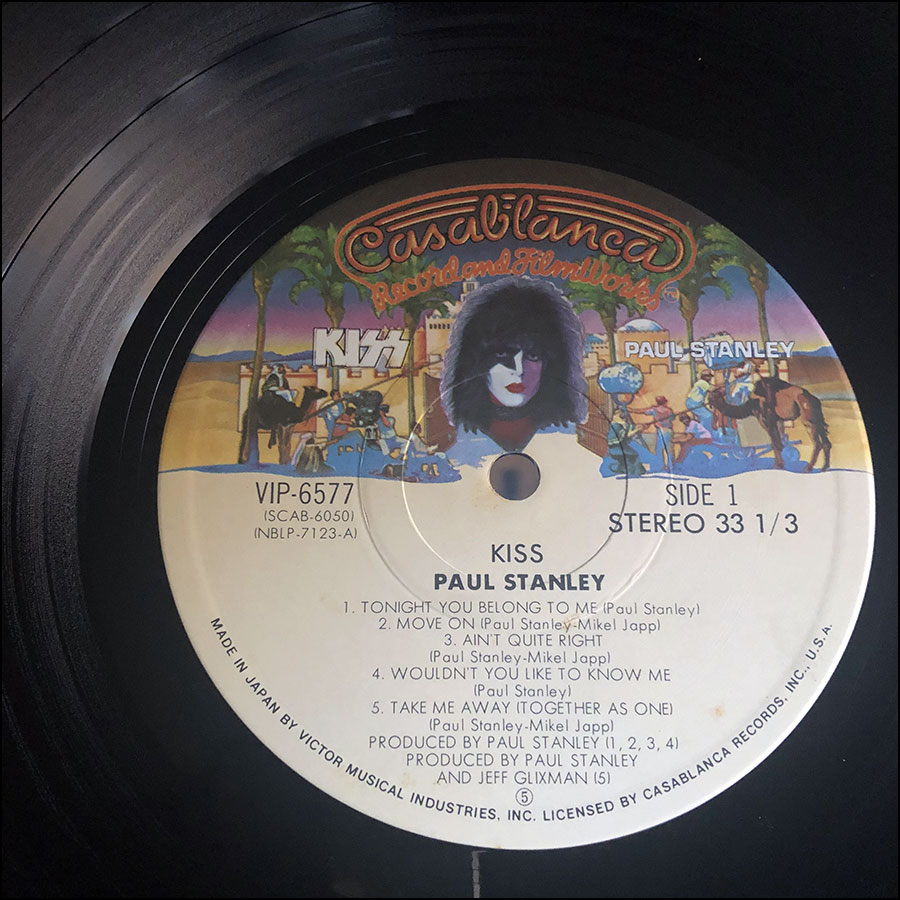 Casablanca
Record and FilmWorks
KISS
PAUL STANLEY
VIP-6577
(SCAB-6050)
(NBLP-7123-A)
SIDE 1
STEREO 33 1/3
KISS
PAUL STANLEY
1. TONIGHT YOU BELONG TO ME (Paul Stanley)
2. MOVE ON (Paul Stanley-Mikel Japp)
3. AIN'T QUITE RIGHT
(Paul Stanley-Mikel Japp)
4. WOULDN'T YOU LIKE TO KNOW ME
(Paul Stanley)
5. TAKE ME AWAY (TOGETHER AS ONE)
(Paul Stanley-Mikel Japp)
PRODUCED BY PAUL STANLEY (1, 2, 3, 4)
PRODUCED BY PAUL STANLEY
AND JEFF GLIXMAN (5)
⑤
MADE IN JAPAN BY VICTOR MUSICAL INDUSTRIES, INC. LICENSED BY CASABLANCA RECORDS, INC., U.S.A.